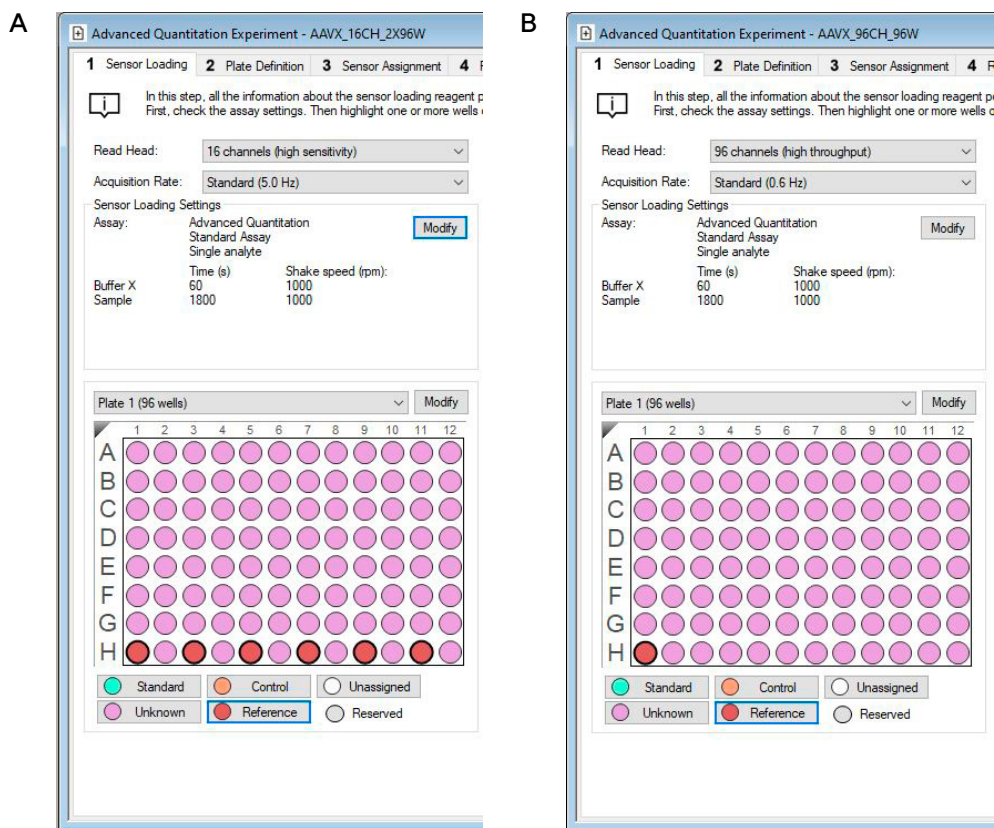 A
Advanced Quantitation Experiment - AAVX_16CH_2X96W
1 Sensor Loading 2 Plate Definition 3 Sensor Assignment 4
In this step, all the information about the sensor loading reagent
First, check the assay settings. Then highlight one or more wells
Read Head: 16 channels (high sensitivity)
Acquisition Rate: Standard (5.0 Hz)
Sensor Loading Settings
Assay: Advanced Quantitation Modify
Standard Assay
Single analyte
Time (s) Shake speed (rpm):
Buffer X 60 1000
Sample 1800 1000
Plate 1 (96 wells) Modify
1 2 3 4 5 6 7 8 9 10 11 12
A
B
C
D
E
F
G
H
Standard Control Unassigned
Unknown Reference Reserved
B
Advanced Quantitation Experiment - AAVX_96CH_96W
1 Sensor Loading 2 Plate Definition 3 Sensor Assignment 4
In this step, all the information about the sensor loading reagent
First, check the assay settings. Then highlight one or more wells
Read Head: 96 channels (high throughput)
Acquisition Rate: Standard (0.6 Hz)
Sensor Loading Settings
Assay: Advanced Quantitation Modify
Standard Assay
Single analyte
Time (s) Shake speed (rpm):
Buffer X 60 1000
Sample 1800 1000
Plate 1 (96 wells) Modify
1 2 3 4 5 6 7 8 9 10 11 12
A
B
C
D
E
F
G
H
Standard Control Unassigned
Unknown Reference Reserved